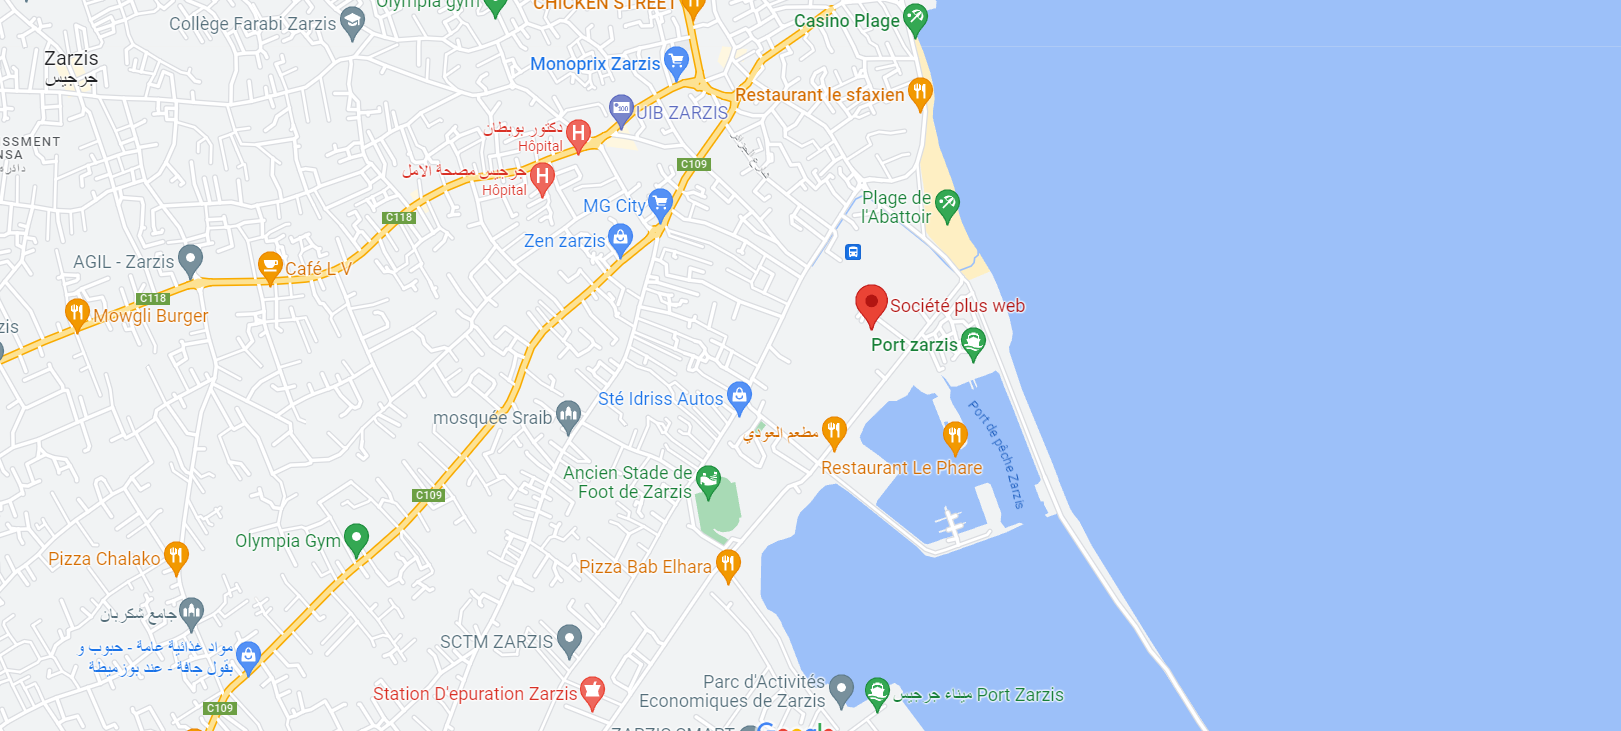 Olympia gym
CHICKEN STREET
Casino Plage
Collège Farabi Zarzis
Zarzis
جرجيس
Monoprix Zarzis
Restaurant le sfaxien
UIB ZARZIS
دكتور بوبطان
Hôpital
SSMENT
NSA
C109
جرجيس مصحة الامل
Hôpital
Plage de
l'Abattoir
MG City
C118
Zen zarzis
AGIL - Zarzis
Café L V
C118
Mowgli Burger
zis
Société plus web
Port zarzis
Sté Idriss Autos
mosquée Sraib
مطعم العودي
Port de pêche Zarzis
Restaurant Le Phare
Ancien Stade de
Foot de Zarzis
C109
Olympia Gym
Pizza Chalako
Pizza Bab Elhara
جامع شكربان
SCTM ZARZIS
مواد غذائية عامة - حبوب و
بقول جافة - عند بوزميطة
Station D'epuration Zarzis
Parc d'Activités
Economiques de Zarzis
ميناء جرجيس Port Zarzis
C109
ZARZIS SMART
Google